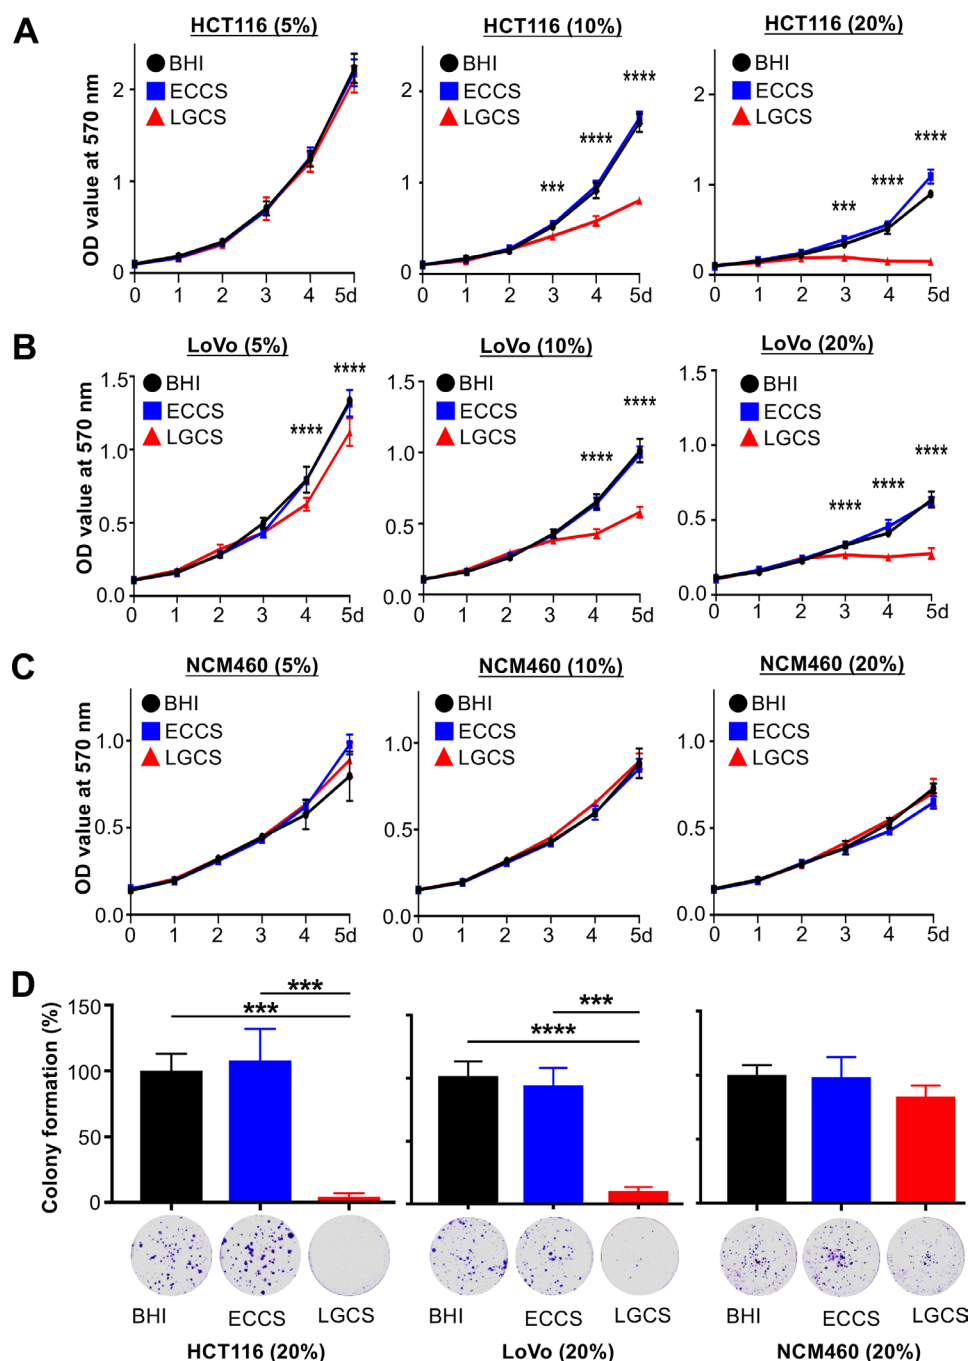 A
HCT116 (5%)
HCT116 (10%)
HCT116 (20%)
OD value at 570 nm
BHI
ECCS
LGCS
2
1
0
0 1 2 3 4 5d
BHI
ECCS
LGCS
***
****
****
2
1
0
0 1 2 3 4 5d
BHI
ECCS
LGCS
***
****
****
2
1
0
0 1 2 3 4 5d
B
LoVo (5%)
LoVo (10%)
LoVo (20%)
OD value at 570 nm
BHI
ECCS
LGCS
****
****
1.5
1.0
0.5
0.0
0 1 2 3 4 5d
BHI
ECCS
LGCS
****
****
1.5
1.0
0.5
0.0
0 1 2 3 4 5d
BHI
ECCS
LGCS
****
****
****
1.5
1.0
0.5
0.0
0 1 2 3 4 5d
C
NCM460 (5%)
NCM460 (10%)
NCM460 (20%)
OD value at 570 nm
BHI
ECCS
LGCS
1.0
0.5
0.0
0 1 2 3 4 5d
BHI
ECCS
LGCS
1.0
0.5
0.0
0 1 2 3 4 5d
BHI
ECCS
LGCS
1.0
0.5
0.0
0 1 2 3 4 5d
D
Colony formation (%)
150
100
50
0
***
***
***
****
BHI ECCS LGCS
BHI ECCS LGCS
BHI ECCS LGCS
HCT116 (20%)
LoVo (20%)
NCM460 (20%)